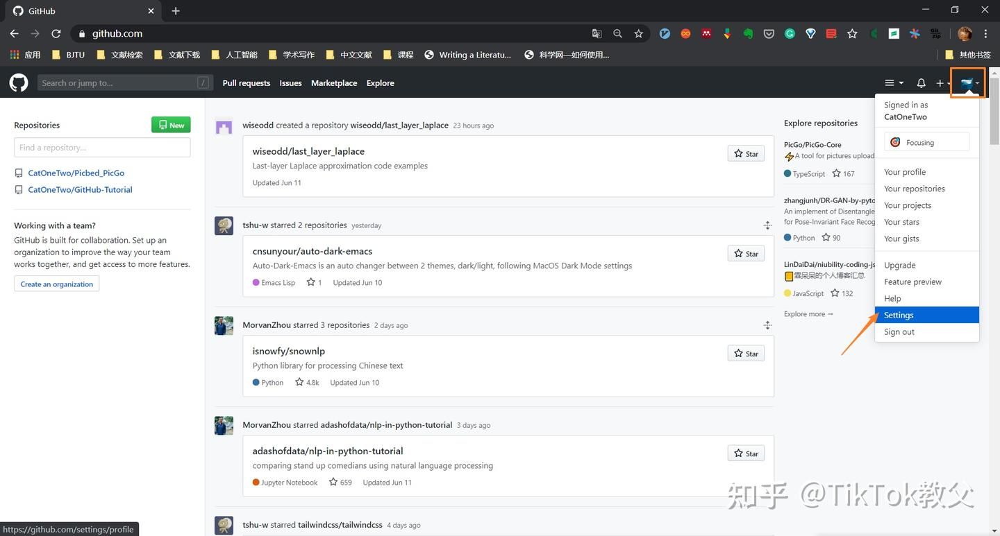 GitHub
github.com
应用
BJTU
文献检索
文献下载
人工智能
学术写作
中文文献
课程
Writing a Literatu...
科学网—如何使用...
其他书签
Search or jump to...
/
Pull requests
Issues
Marketplace
Explore
Repositories
New
Find a repository...
CatOneTwo/Picbed_PicGo
CatOneTwo/GitHub-Tutorial
Working with a team?
GitHub is built for collaboration. Set up an
organization to improve the way your team
works together, and get access to more features.
Create an organization
wiseodd created a repository wiseodd/last_layer_laplace 23 hours ago
wiseodd/last_layer_laplace
Star
Last-layer Laplace approximation code examples
Updated Jun 11
tshu-w starred 2 repositories yesterday
cnsunyour/auto-dark-emacs
Star
Auto-Dark-Emacs is an auto changer between 2 themes, dark/light, following MacOS Dark Mode settings
Emacs Lisp 1 Updated Jun 10
MorvanZhou starred 3 repositories 2 days ago
isnowfy/snownlp
Star
Python library for processing Chinese text
Python 4.8k Updated Jun 10
MorvanZhou starred adashofdata/nlp-in-python-tutorial 3 days ago
adashofdata/nlp-in-python-tutorial
Star
comparing stand up comedians using natural language processing
Jupyter Notebook 659 Updated Jun 11
tshu-w starred tailwindcss/tailwindcss 4 days ago
Explore repositories
PicGo/PicGo-Core
A tool for pictures upload
TypeScript 167
zhangjunh/DR-GAN-by-pyto
An implement of Disentangle
for Pose-Invariant Face Recog
Python 90
LinDaiDai/niubility-coding-js
霖呆呆的个人博客汇总
JavaScript 132
Explore more →
Signed in as
CatOneTwo
Focusing
Your profile
Your repositories
Your projects
Your stars
Your gists
Upgrade
Feature preview
Help
Settings
Sign out
知乎 @TikTok教父
https://github.com/settings/profile